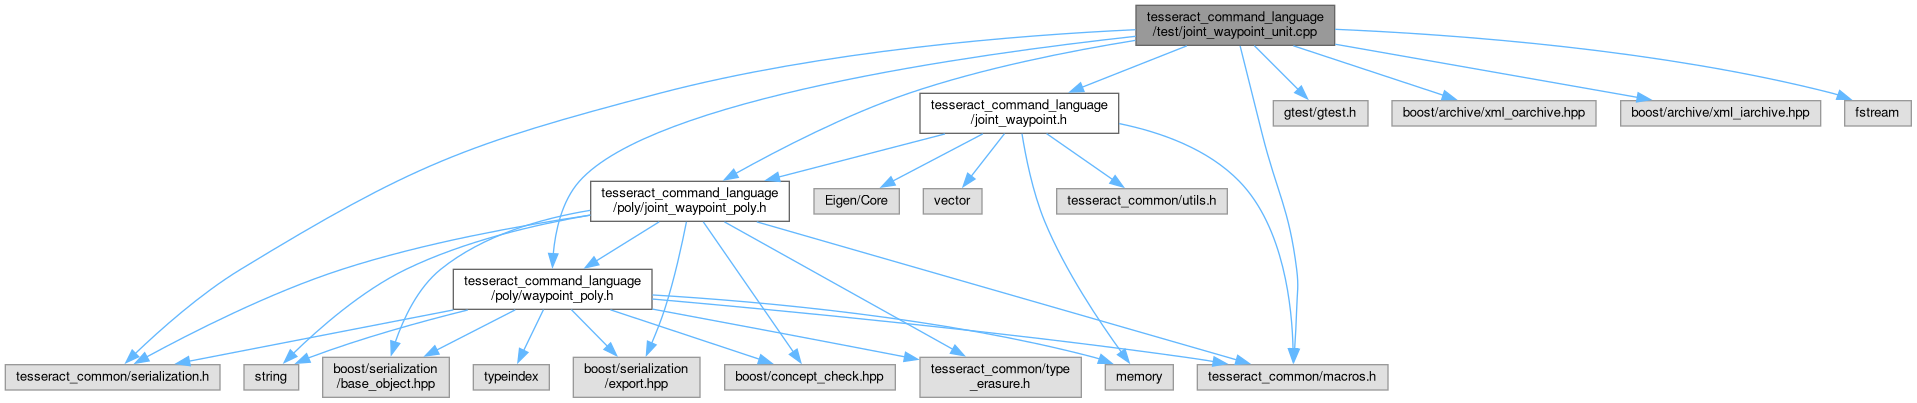 tesseract_command_language
/test/joint_waypoint_unit.cpp
tesseract_command_language
/joint_waypoint.h
gtest/gtest.h
boost/archive/xml_oarchive.hpp
boost/archive/xml_iarchive.hpp
fstream
tesseract_command_language
/poly/joint_waypoint_poly.h
Eigen/Core
vector
tesseract_common/utils.h
tesseract_command_language
/poly/waypoint_poly.h
tesseract_common/serialization.h
string
boost/serialization
/base_object.hpp
typeindex
boost/serialization
/export.hpp
boost/concept_check.hpp
tesseract_common/type
_erasure.h
memory
tesseract_common/macros.h